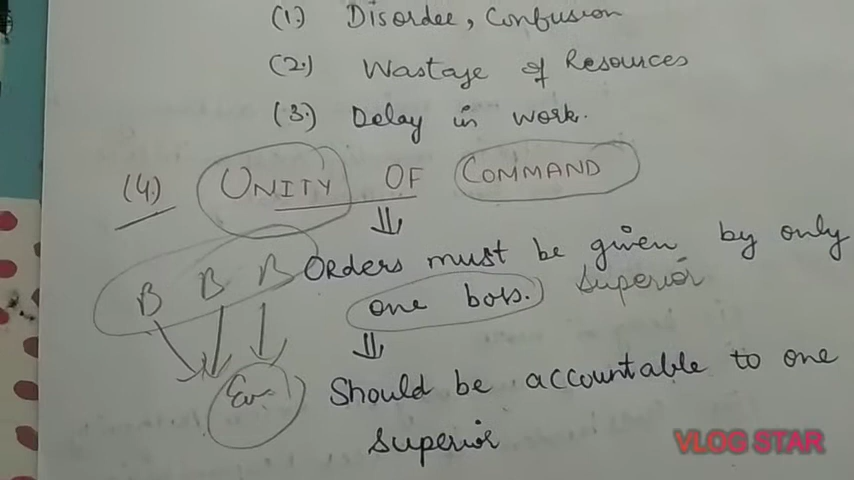 (1.) Disorder, Confusion
(2.) Wastage of Resources
(3.) Delay in work.
(4.) UNITY OF COMMAND
B B B Orders must be given by only
one boss. Superior
Should be accountable to one
superior
VLOG STAR